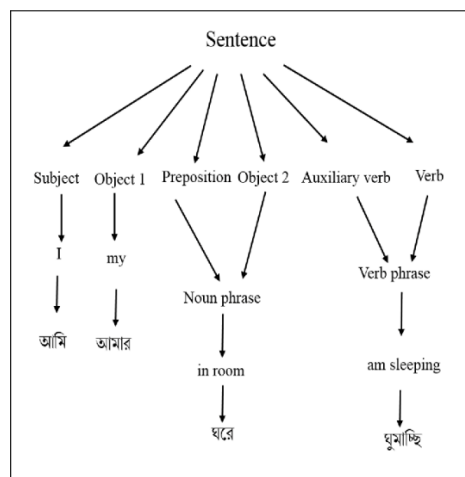 Sentence
Subject Object 1 Preposition Object 2 Auxiliary verb Verb
I my
Noun phrase Verb phrase
আমি আমার
in room am sleeping
ঘরে ঘুমাচ্ছি